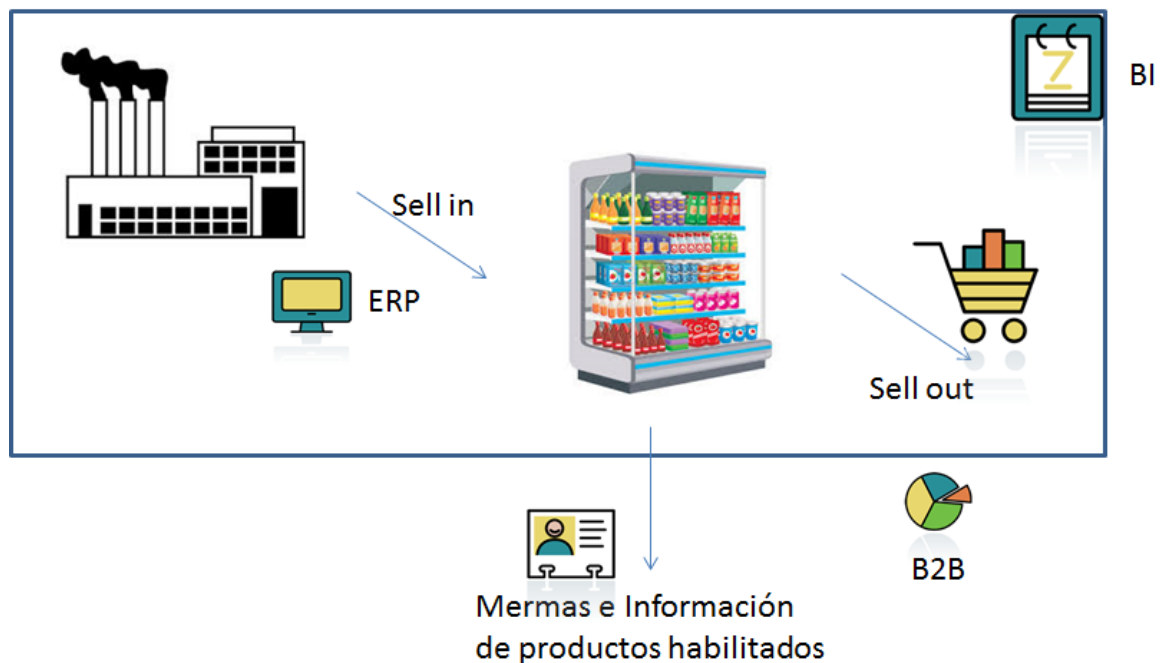 BI
Sell in
ERP
Sell out
B2B
Mermas e Información
de productos habilitados